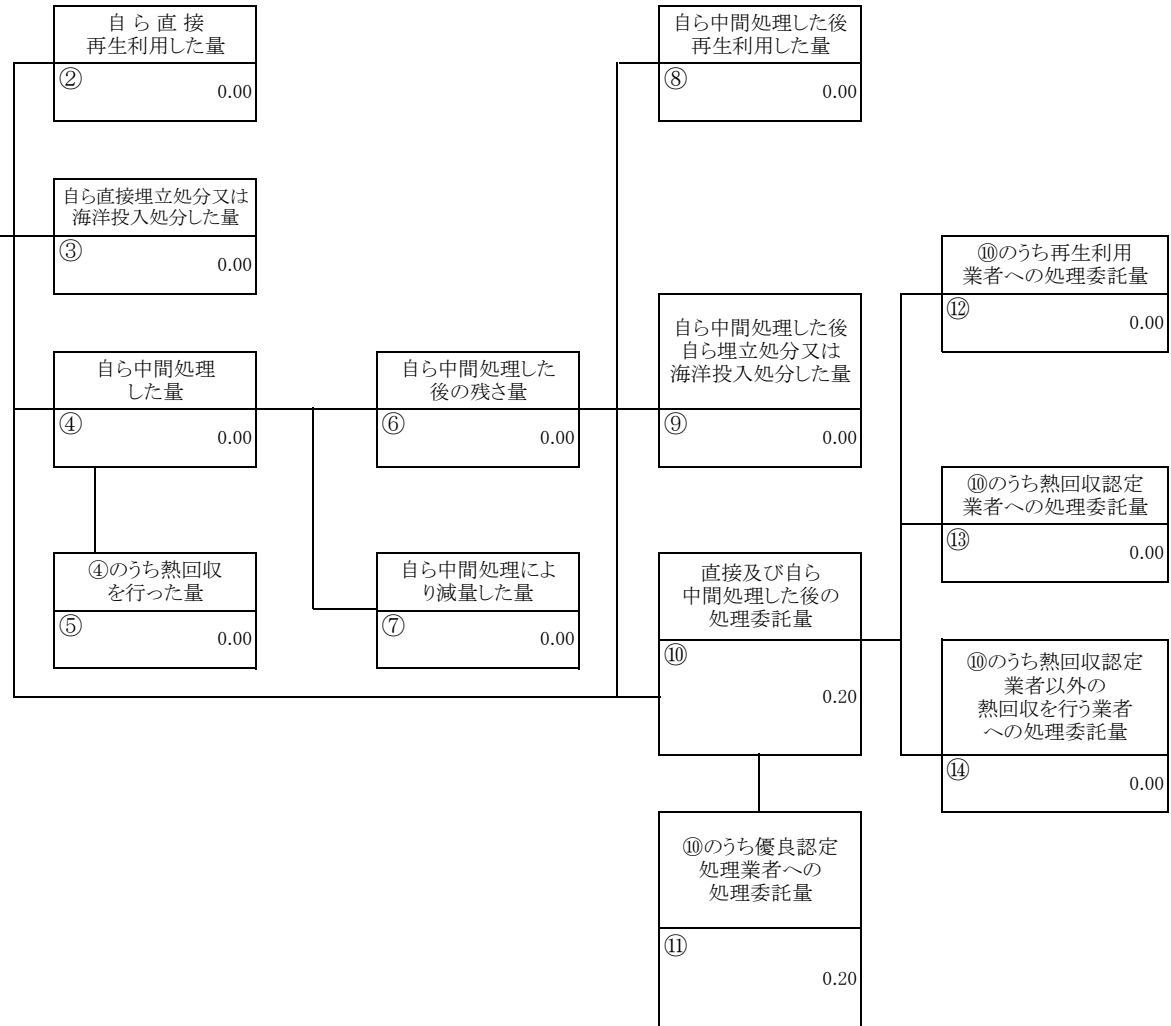 自 ら 直 接
再生利用した量
②
0.00
自ら直接埋立処分又は
海洋投入処分した量
③
0.00
自ら中間処理
した量
④
0.00
④のうち熱回収
を行った量
⑤
0.00
自ら中間処理した
後の残さ量
⑥
0.00
自ら中間処理によ
り減量した量
⑦
0.00
自ら中間処理した後
再生利用した量
⑧
0.00
自ら中間処理した後
自ら埋立処分又は
海洋投入処分した量
⑨
0.00
直接及び自ら
中間処理した後の
処理委託量
⑩
0.20
⑩のうち優良認定
処理業者への
処理委託量
⑪
0.20
⑩のうち再生利用
業者への処理委託量
⑫
0.00
⑩のうち熱回収認定
業者への処理委託量
⑬
0.00
⑩のうち熱回収認定
業者以外の
熱回収を行う業者
への処理委託量
⑭
0.00